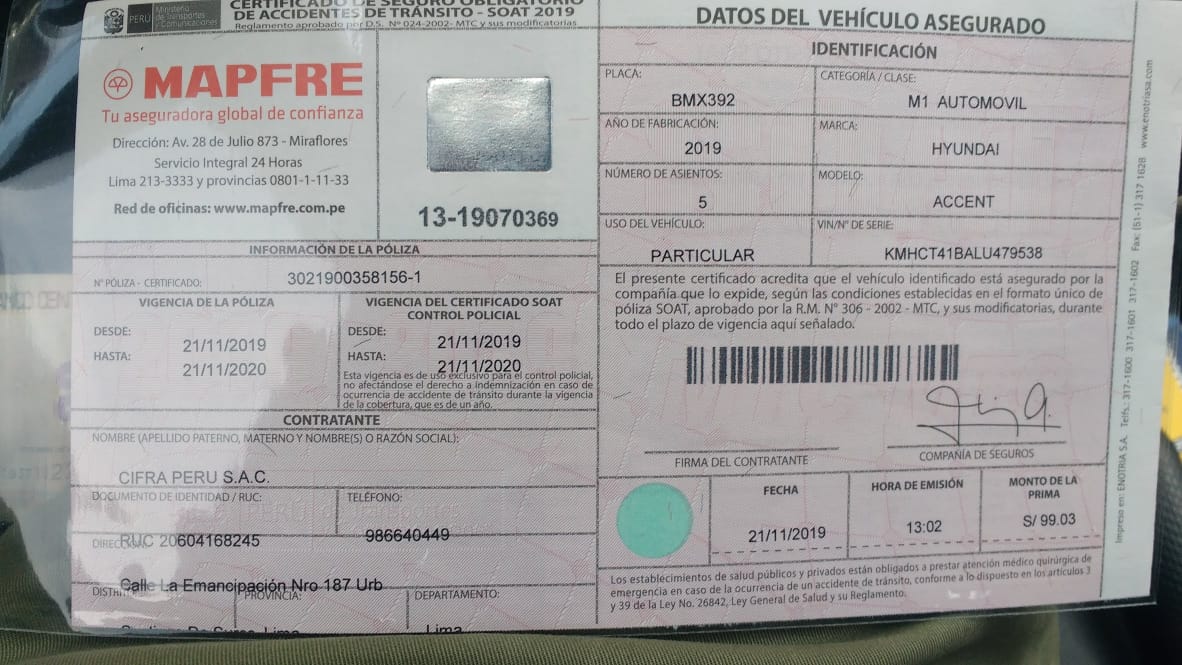 PERÚ
Ministerio
de Transportes
y Comunicaciones
CERTIFICADO DE SEGURO OBLIGATORIO
DE ACCIDENTES DE TRÁNSITO - SOAT 2019
Reglamento aprobado por D.S. N° 024-2002- MTC y sus modificatorias
MAPFRE
Tu aseguradora global de confianza
Dirección: Av. 28 de Julio 873 - Miraflores
Servicio Integral 24 Horas
Lima 213-3333 y provincias 0801-1-11-33
Red de oficinas: www.mapfre.com.pe
13-19070369
INFORMACIÓN DE LA PÓLIZA
N° PÓLIZA - CERTIFICADO: 3021900358156-1
VIGENCIA DE LA PÓLIZA
DESDE: 21/11/2019
HASTA: 21/11/2020
VIGENCIA DEL CERTIFICADO SOAT
CONTROL POLICIAL
DESDE: 21/11/2019
HASTA: 21/11/2020
Esta vigencia es de uso exclusivo para el control policial,
no afectándose el derecho a indemnización en caso de
ocurrencia de accidente de tránsito durante la vigencia
de la cobertura, que es de un año.
CONTRATANTE
NOMBRE (APELLIDO PATERNO, MATERNO Y NOMBRE(S) O RAZÓN SOCIAL):
CIFRA PERU S.A.C.
DOCUMENTO DE IDENTIDAD / RUC:
RUC 20604168245
TELÉFONO:
986640449
Calle La Emancipación Nro 187 Urb
PROVINCIA:
DEPARTAMENTO:
Lima
Lima
DATOS DEL VEHÍCULO ASEGURADO
IDENTIFICACIÓN
PLACA:
BMX392
CATEGORÍA / CLASE:
M1 AUTOMOVIL
AÑO DE FABRICACIÓN:
2019
MARCA:
HYUNDAI
NÚMERO DE ASIENTOS:
5
MODELO:
ACCENT
USO DEL VEHÍCULO:
PARTICULAR
VIN/N° DE SERIE:
KMHCT41BALU479538
El presente certificado acredita que el vehículo identificado está asegurado por la
compañía que lo expide, según las condiciones establecidas en el formato único de
póliza SOAT, aprobado por la R.M. N° 306 - 2002 - MTC, y sus modificatorias, durante
todo el plazo de vigencia aquí señalado.
FIRMA DEL CONTRATANTE
COMPAÑÍA DE SEGUROS
FECHA
21/11/2019
HORA DE EMISIÓN
13:02
MONTO DE LA
PRIMA
S/ 99.03
Los establecimientos de salud públicos y privados están obligados a prestar atención médico quirúrgica de
emergencia en caso de la ocurrencia de un accidente de tránsito, conforme a lo dispuesto en los artículos 3
y 39 de la Ley No. 26842, Ley General de Salud y su Reglamento.
Impreso en: ENOTRIA S.A. Telfs.: 317-1600 317-1601 317-1602 Fax: (51-1) 317 1628 www.enotriasa.com